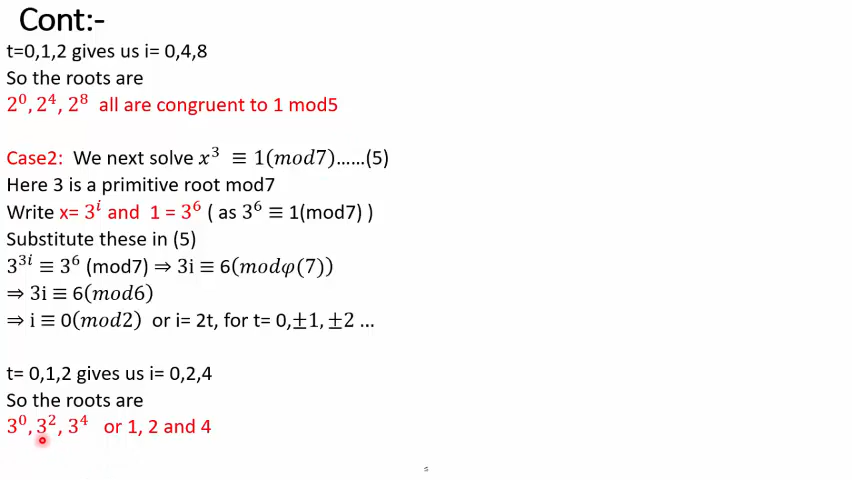 Cont:-
t=0,1,2 gives us i= 0,4,8
So the roots are
2⁰, 2⁴, 2⁸ all are congruent to 1 mod5
Case2: We next solve x³ ≡ 1(mod7)......(5)
Here 3 is a primitive root mod7
Write x= 3ⁱ and 1 = 3⁶ ( as 3⁶ ≡ 1(mod7) )
Substitute these in (5)
3³ⁱ ≡ 3⁶ (mod7) ⇒ 3i ≡ 6(modφ(7))
⇒ 3i ≡ 6(mod6)
⇒ i ≡ 0(mod2) or i= 2t, for t= 0,±1, ±2 ...
t= 0,1,2 gives us i= 0,2,4
So the roots are
3⁰, 3², 3⁴ or 1, 2 and 4
5